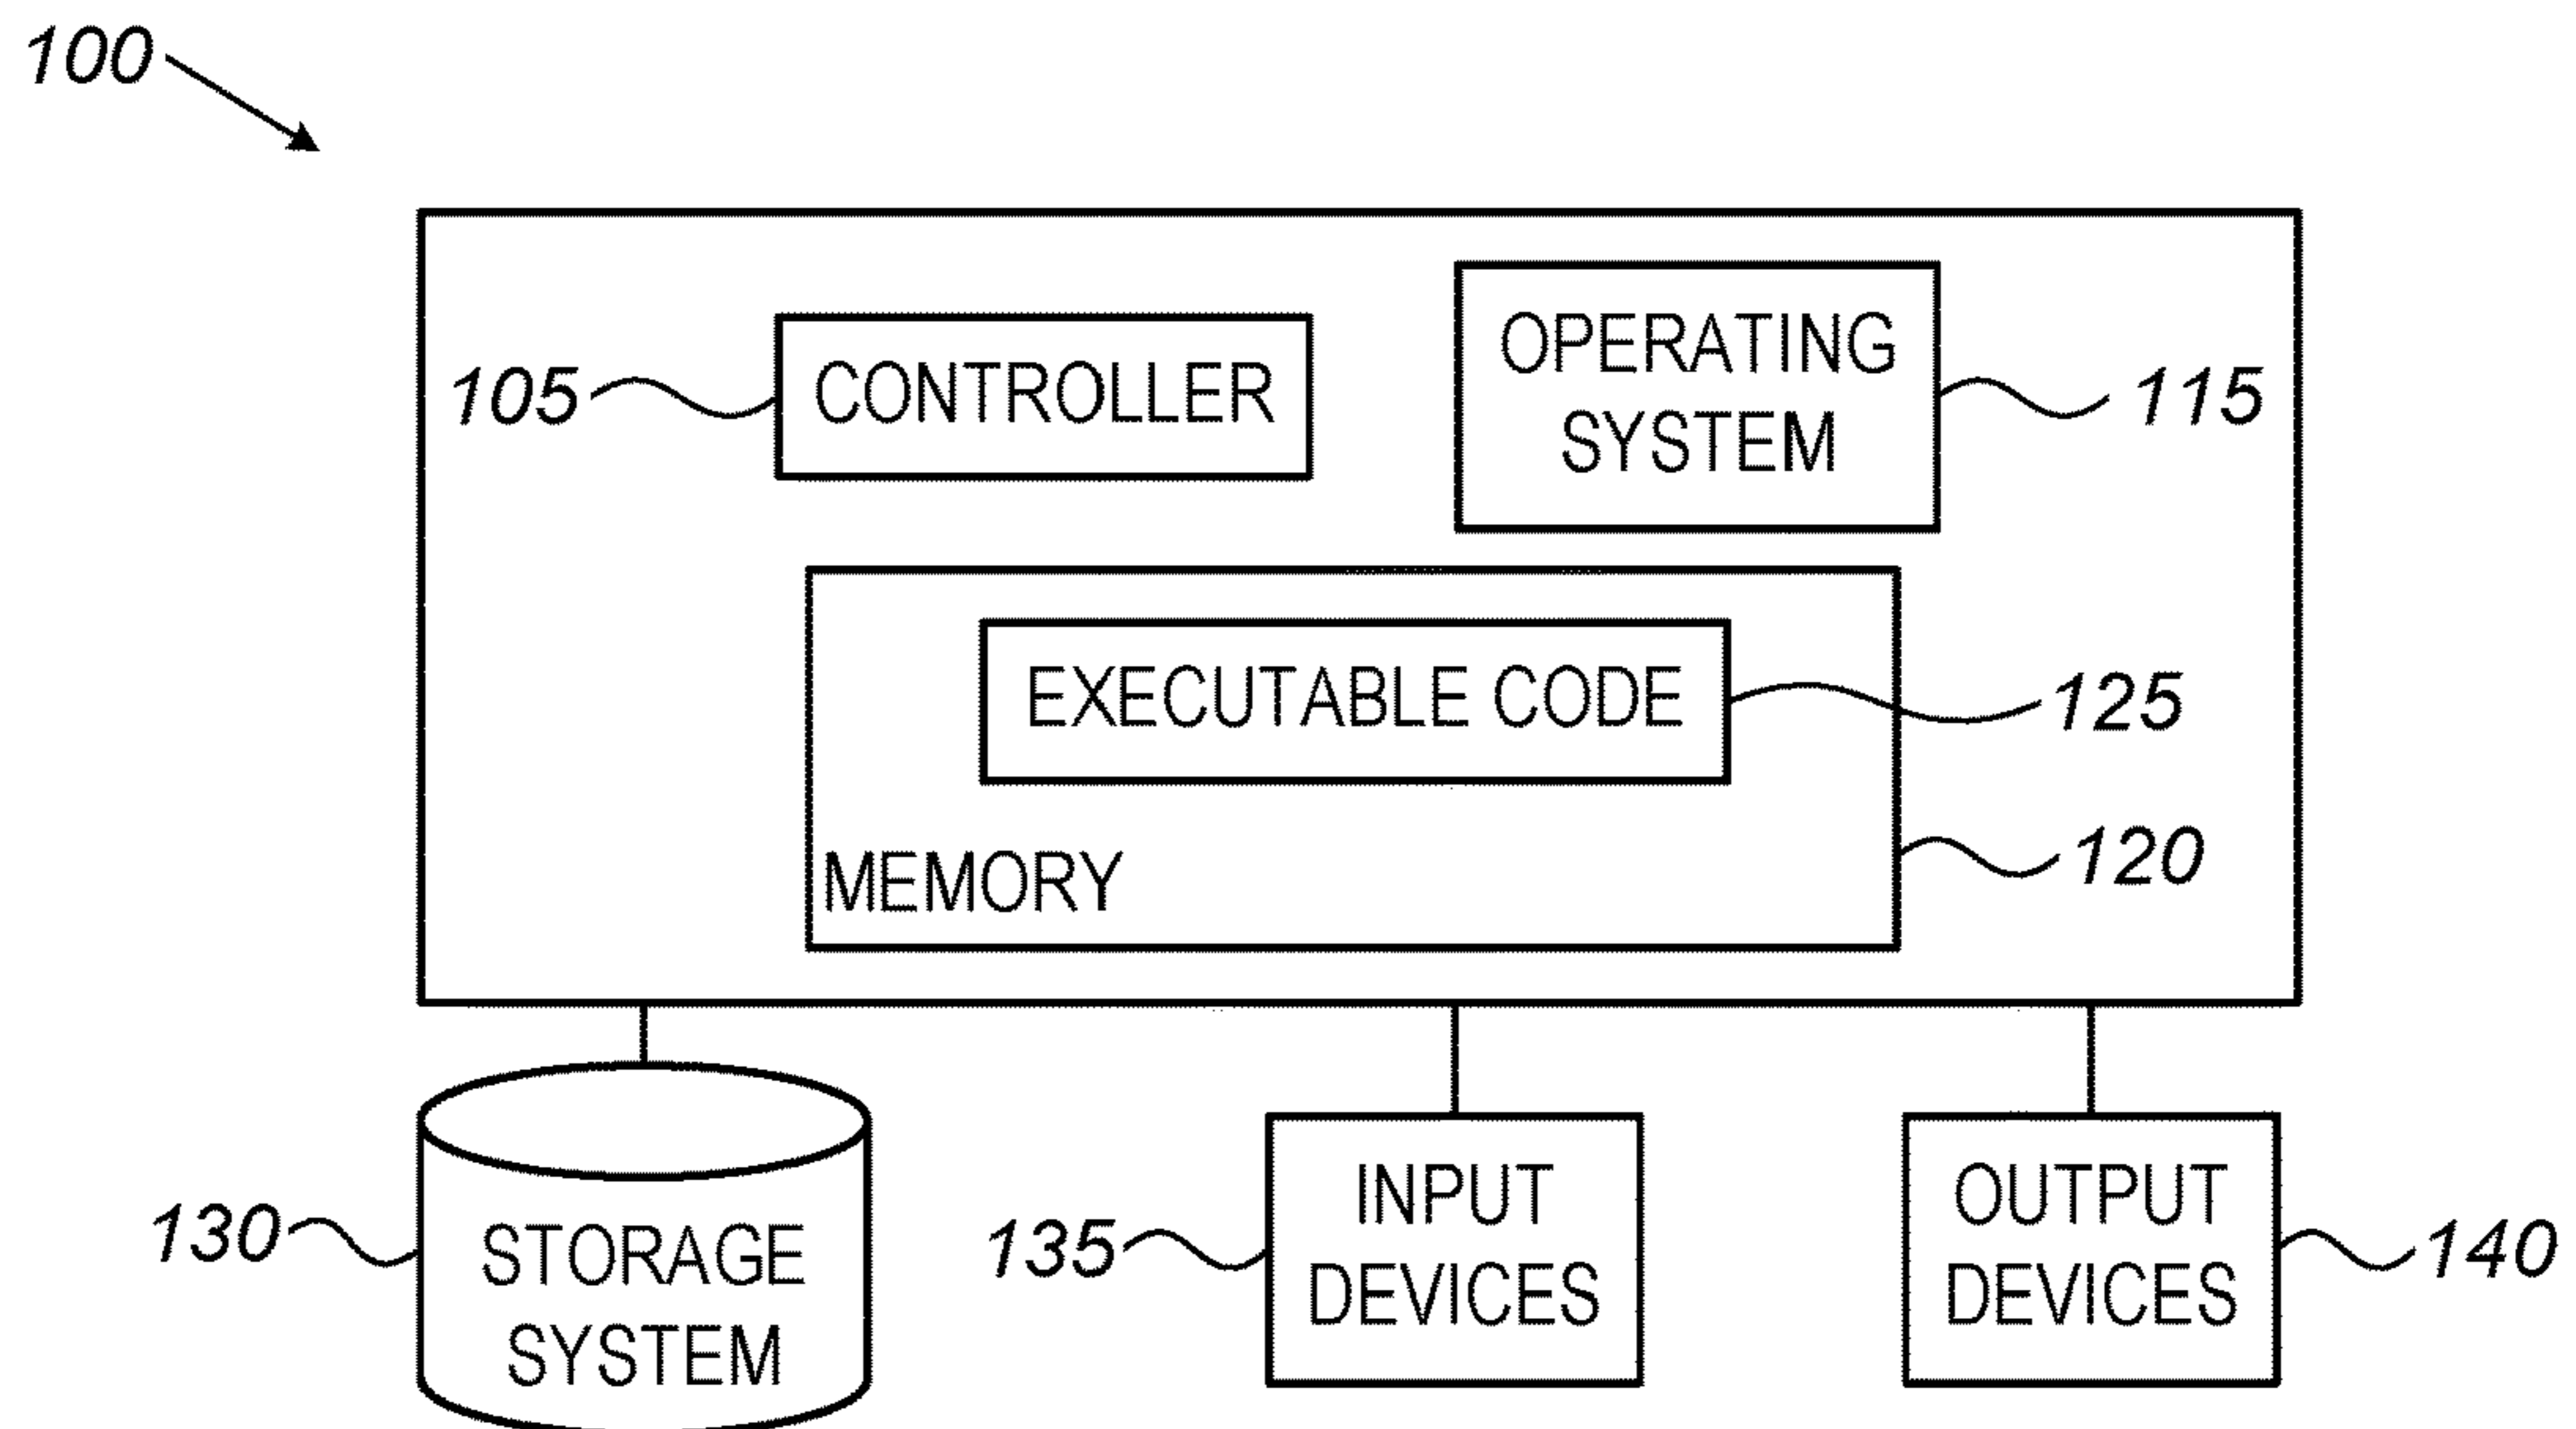 100
105
CONTROLLER
OPERATING
SYSTEM
115
EXECUTABLE CODE
125
MEMORY
120
130
STORAGE
SYSTEM
135
INPUT
DEVICES
OUTPUT
DEVICES
140